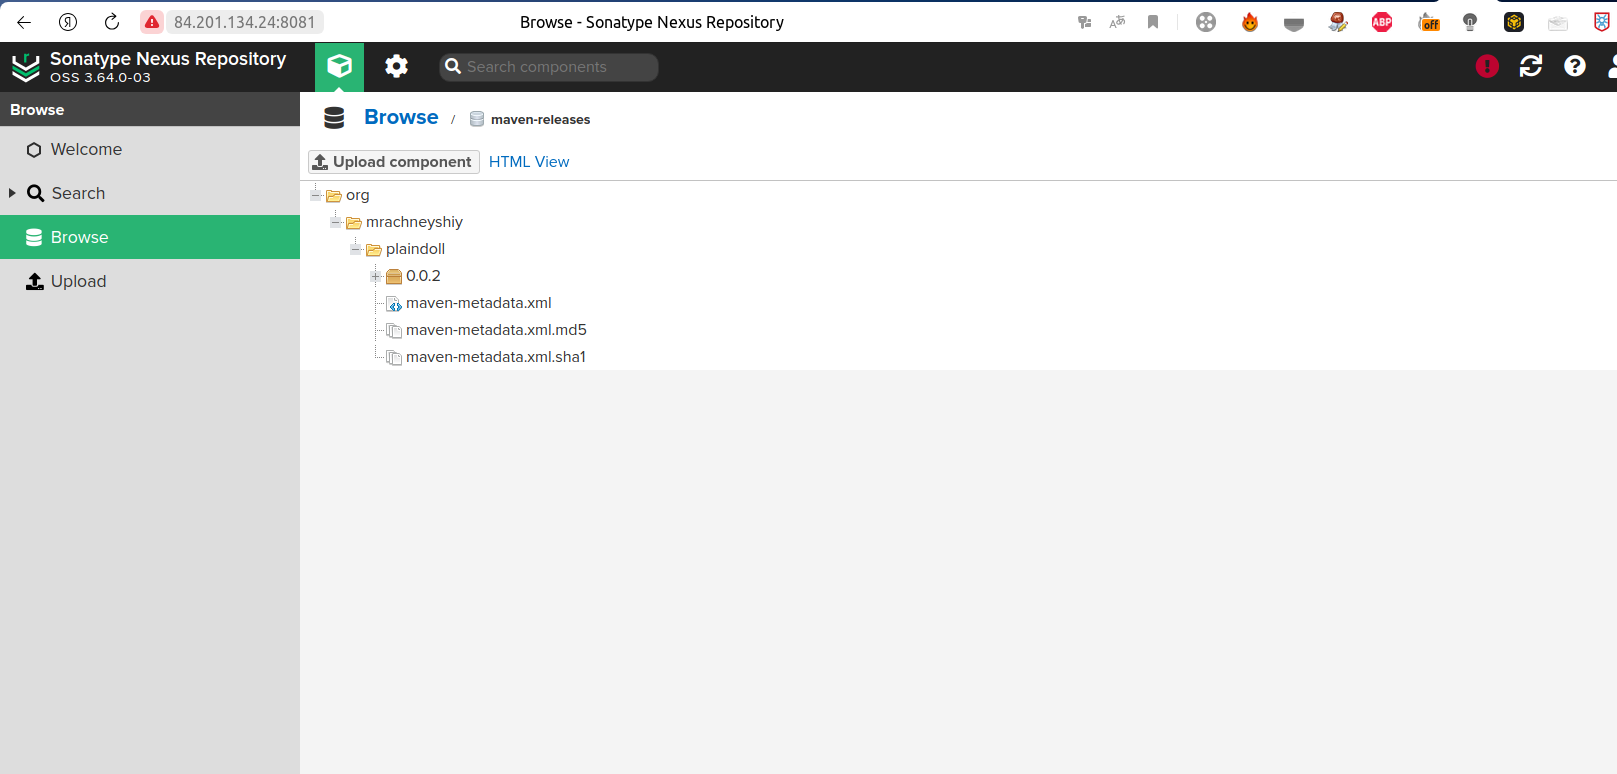 Я 84.201.134.24:8081 Browse - Sonatype Nexus Repository ABP off
Sonatype Nexus Repository
OSS 3.64.0-03
Search components
Browse
Welcome
Search
Browse
Upload
Browse / maven-releases
Upload component HTML View
org
mrachneyshiy
plaindoll
0.0.2
maven-metadata.xml
maven-metadata.xml.md5
maven-metadata.xml.sha1